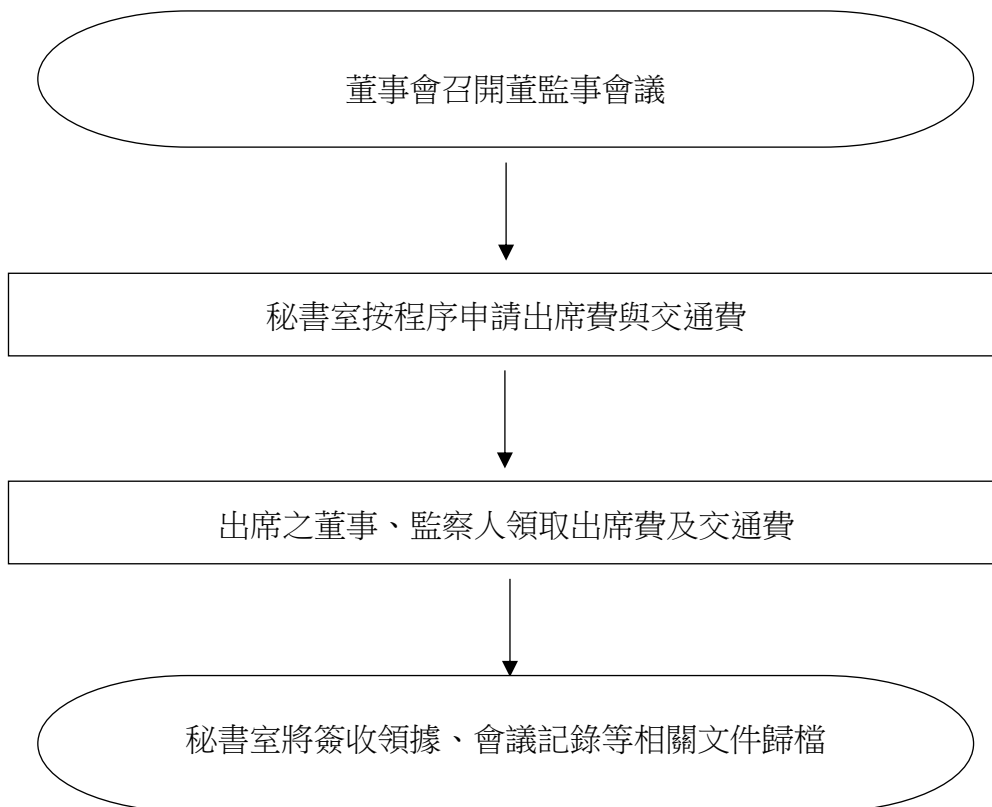 董事會召開董監事會議
秘書室按程序申請出席費與交通費
出席之董事、監察人領取出席費及交通費
秘書室將簽收領據、會議記錄等相關文件歸檔